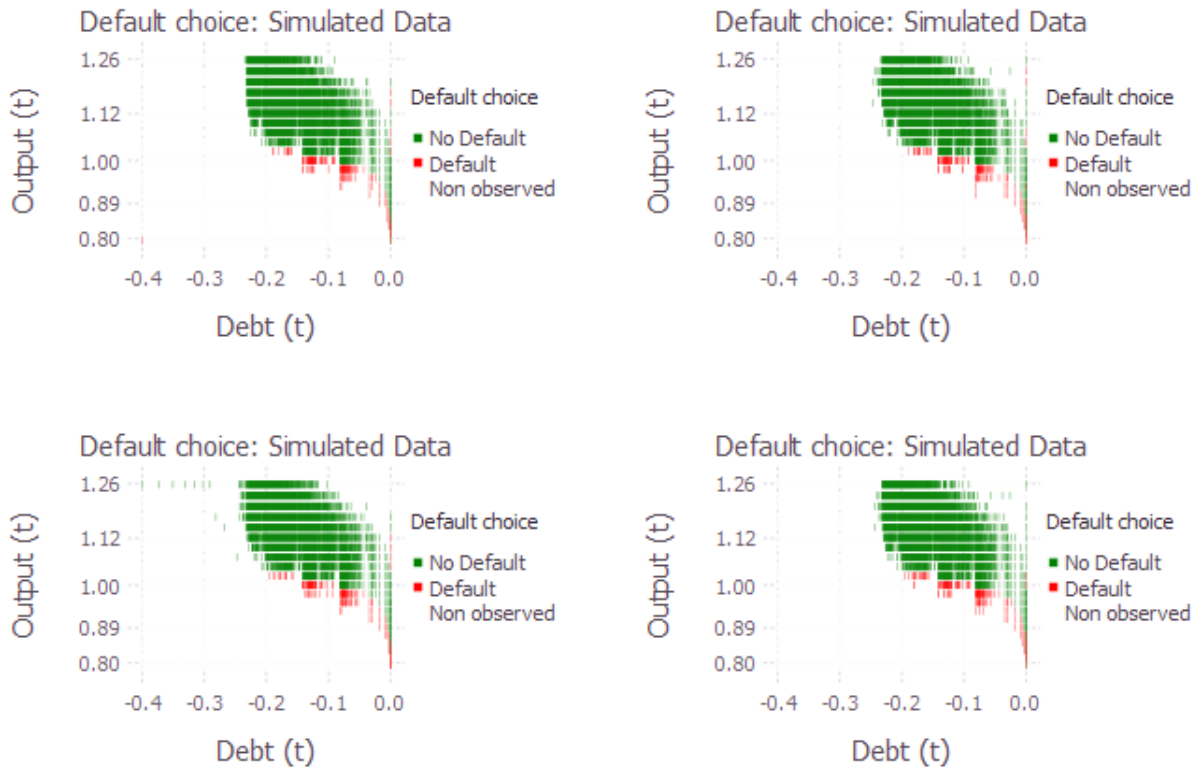 Default choice: Simulated Data
Output (t)
1.26
1.12
1.00
0.89
0.80
-0.4 -0.3 -0.2 -0.1 0.0
Debt (t)
Default choice
No Default
Default
Non observed
Default choice: Simulated Data
Output (t)
1.26
1.12
1.00
0.89
0.80
-0.4 -0.3 -0.2 -0.1 0.0
Debt (t)
Default choice
No Default
Default
Non observed
Default choice: Simulated Data
Output (t)
1.26
1.12
1.00
0.89
0.80
-0.4 -0.3 -0.2 -0.1 0.0
Debt (t)
Default choice
No Default
Default
Non observed
Default choice: Simulated Data
Output (t)
1.26
1.12
1.00
0.89
0.80
-0.4 -0.3 -0.2 -0.1 0.0
Debt (t)
Default choice
No Default
Default
Non observed